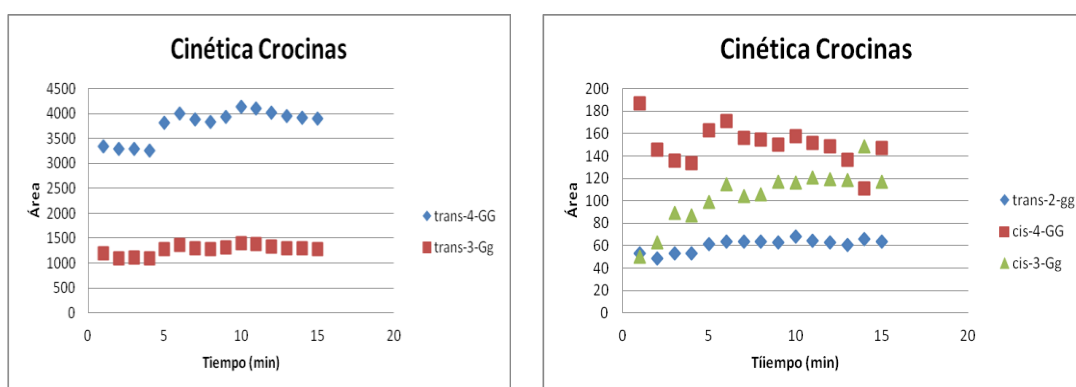 Cinética Crocinas
4500
4000
3500
3000
2500
2000
1500
1000
500
0
Área
0 5 10 15 20
Tiempo (min)
trans-4-GG
trans-3-Gg
Cinética Crocinas
200
180
160
140
120
100
80
60
40
20
0
Área
0 5 10 15 20
Tíiempo (min)
trans-2-gg
cis-4-GG
cis-3-Gg